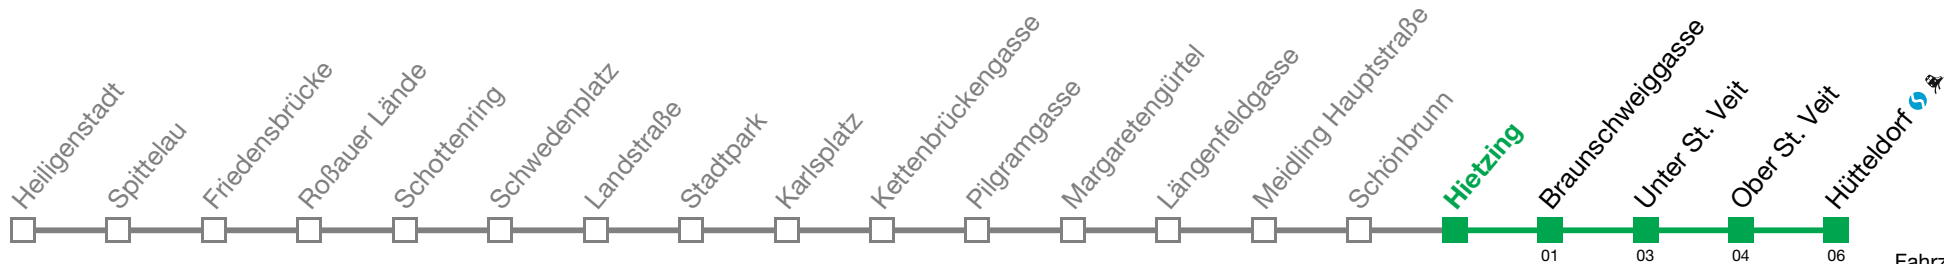 Heiligenstadt
Spittelau
Friedensbrücke
Roßauer Lände
Schottenring
Schwedenplatz
Landstraße
Stadtpark
Karlsplatz
Kettenbrückengasse
Pilgramgasse
Margaretengürtel
Längenfeldgasse
Meidling Hauptstraße
Schönbrunn
Hietzing
Braunschweiggasse
Unter St. Veit
Ober St. Veit
Hütteldorf
01 03 04 06